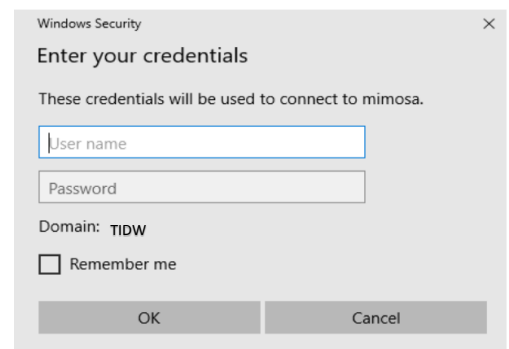 Windows Security
Enter your credentials
These credentials will be used to connect to mimosa.
User name
Password
Domain: TIDW
Remember me
OK Cancel